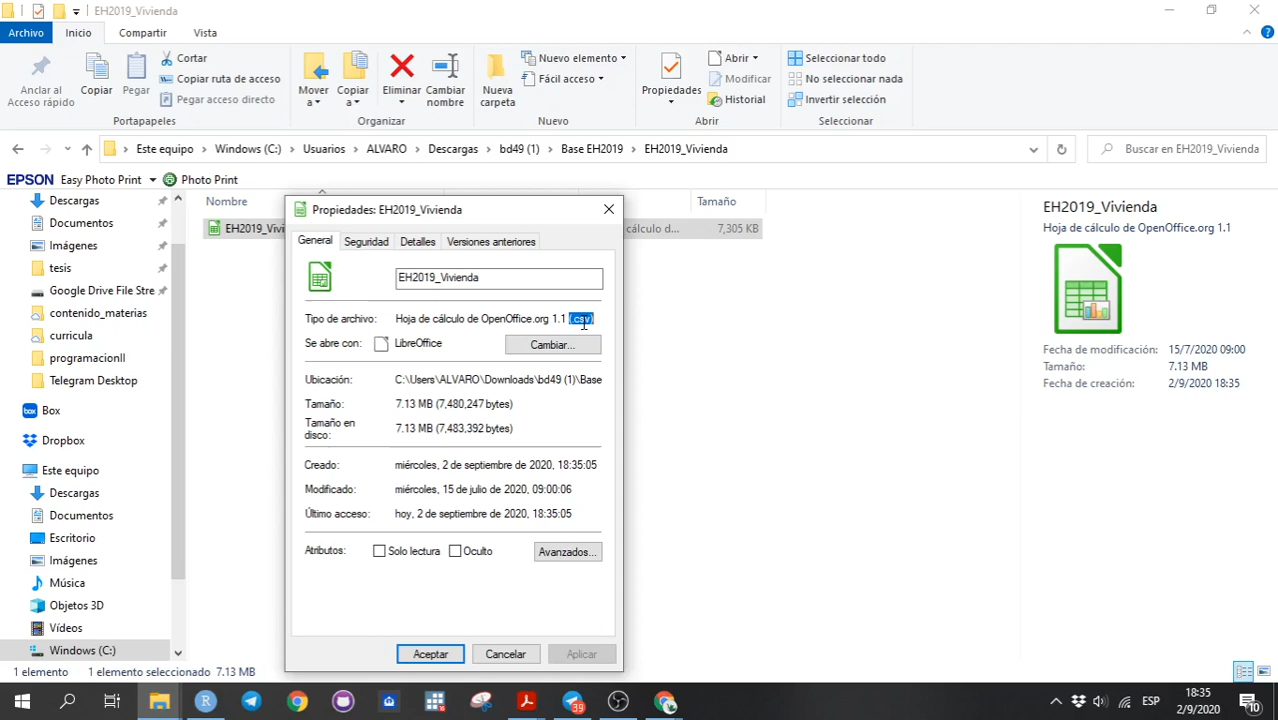 EH2019_Vivienda
Archivo Inicio Compartir Vista
Anclar al
Acceso rápido
Copiar
Pegar
Cortar
Copiar ruta de acceso
Pegar acceso directo
Portapapeles
Mover
a
Copiar
a
Eliminar
Cambiar
nombre
Organizar
Nueva
carpeta
Nuevo elemento
Fácil acceso
Nuevo
Propiedades
Abrir
Modificar
Historial
Abrir
Seleccionar todo
No seleccionar nada
Invertir selección
Seleccionar
Este equipo Windows (C:) Usuarios ALVARO Descargas bd49 (1) Base EH2019 EH2019_Vivienda
Buscar en EH2019_Vivienda
EPSON Easy Photo Print Photo Print
Descargas
Documentos
Imágenes
tesis
Google Drive File Stre
contenido_materias
curricula
programacionII
Telegram Desktop
Box
Dropbox
Este equipo
Descargas
Documentos
Escritorio
Imágenes
Música
Objetos 3D
Vídeos
Windows (C:)
Nombre Tamaño
EH2019_Vivi cálculo d... 7,305 KB
Propiedades: EH2019_Vivienda
General Seguridad Detalles Versiones anteriores
EH2019_Vivienda
Tipo de archivo: Hoja de cálculo de OpenOffice.org 1.1 (.csv)
Se abre con: LibreOffice Cambiar...
Ubicación: C:\Users\ALVARO\Downloads\bd49 (1)\Base
Tamaño: 7.13 MB (7,480,247 bytes)
Tamaño en
disco: 7.13 MB (7,483,392 bytes)
Creado: miércoles, 2 de septiembre de 2020, 18:35:05
Modificado: miércoles, 15 de julio de 2020, 09:00:06
Último acceso: hoy, 2 de septiembre de 2020, 18:35:05
Atributos: Solo lectura Oculto Avanzados...
Aceptar Cancelar Aplicar
EH2019_Vivienda
Hoja de cálculo de OpenOffice.org 1.1
Fecha de modificación: 15/7/2020 09:00
Tamaño: 7.13 MB
Fecha de creación: 2/9/2020 18:35
1 elemento 1 elemento seleccionado 7.13 MB
R
39
ESP
18:35
2/9/2020
10